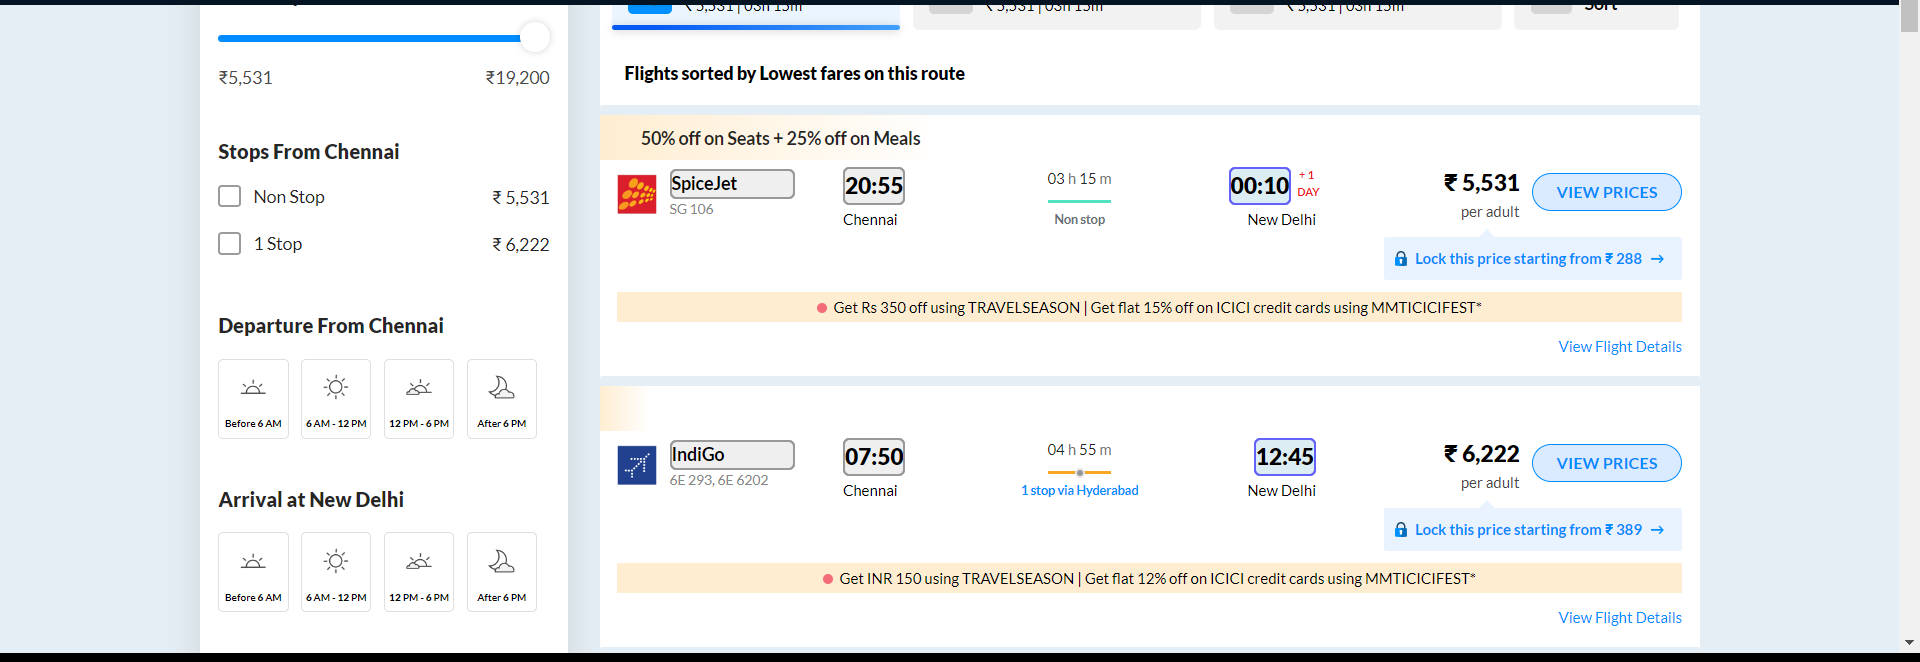 ₹ 5,531 | 03h 15m
₹ 5,531 | 03h 15m
₹ 5,531 | 03h 15m
Sort
₹5,531
₹19,200
Stops From Chennai
Non Stop
₹ 5,531
1 Stop
₹ 6,222
Departure From Chennai
Before 6 AM
6 AM - 12 PM
12 PM - 6 PM
After 6 PM
Arrival at New Delhi
Before 6 AM
6 AM - 12 PM
12 PM - 6 PM
After 6 PM
Flights sorted by Lowest fares on this route
50% off on Seats + 25% off on Meals
SpiceJet
SG 106
20:55
Chennai
03 h 15 m
Non stop
00:10
+ 1
DAY
New Delhi
₹ 5,531
per adult
VIEW PRICES
Lock this price starting from ₹ 288 →
Get Rs 350 off using TRAVELSEASON | Get flat 15% off on ICICI credit cards using MMTICICIFEST*
View Flight Details
IndiGo
6E 293, 6E 6202
07:50
Chennai
04 h 55 m
1 stop via Hyderabad
12:45
New Delhi
₹ 6,222
per adult
VIEW PRICES
Lock this price starting from ₹ 389 →
Get INR 150 using TRAVELSEASON | Get flat 12% off on ICICI credit cards using MMTICICIFEST*
View Flight Details